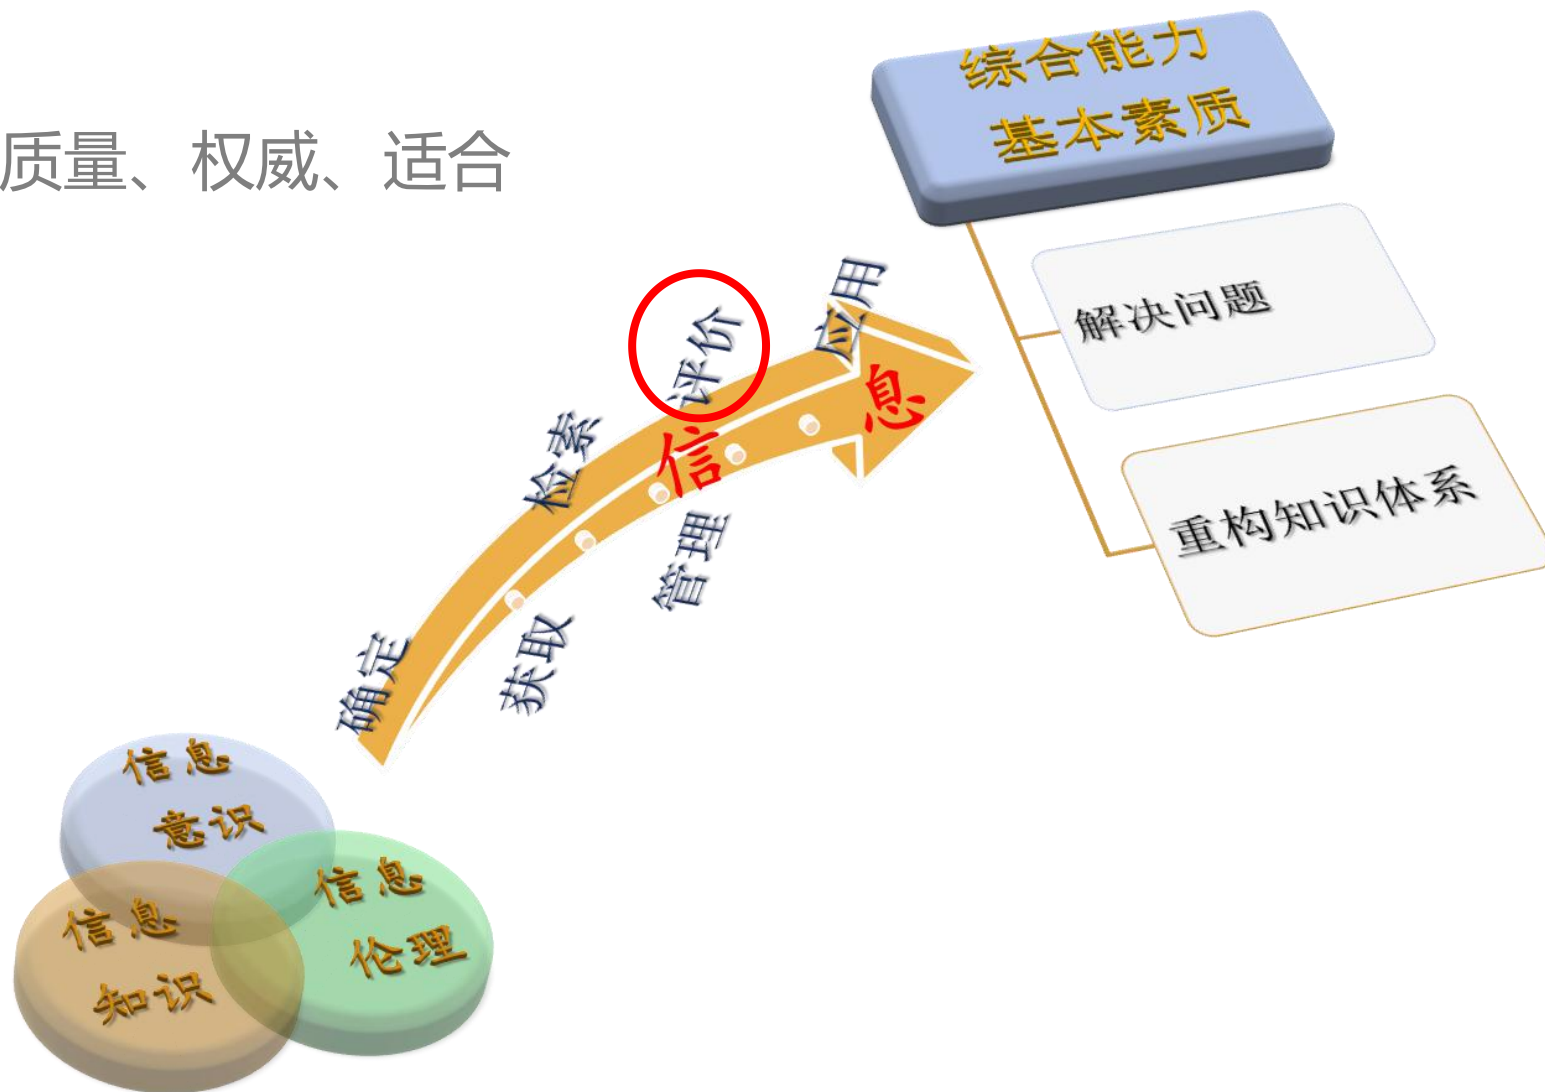 综合能力
基本素质
质量、权威、适合
解决问题
重构知识体系
应用
评价
检索
信息
管理
获取
确定
信息
意识
信息
伦理
信息
知识